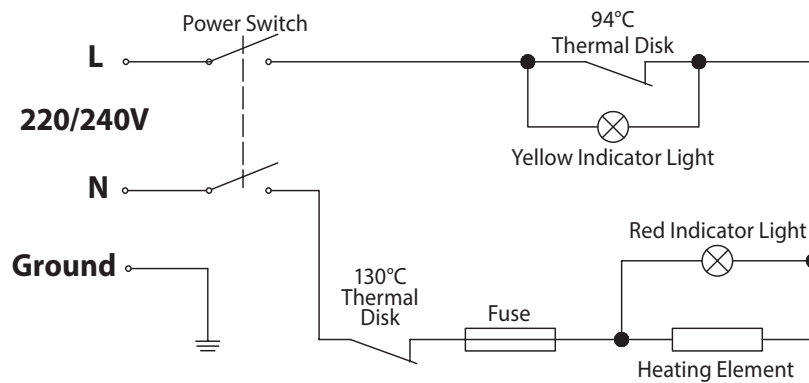 Power Switch
94°C
Thermal Disk
L
220/240V
Yellow Indicator Light
N
Red Indicator Light
Ground
130°C
Thermal
Disk
Fuse
Heating Element